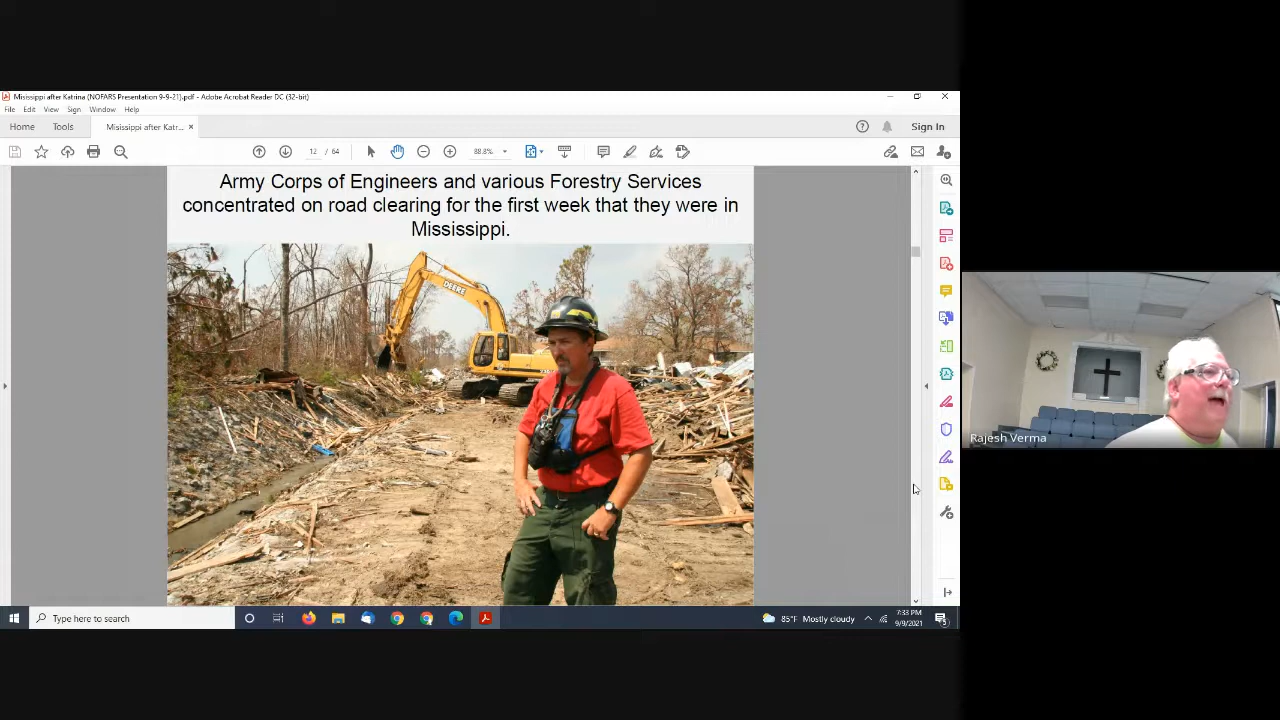 Misissippi after Katrina (NOFARS Presentation 9-9-21).pdf - Adobe Acrobat Reader DC (32-bit)
File Edit View Sign Window Help
Home Tools Misissippi after Katr... × Sign In
12 / 64 88.8%
Army Corps of Engineers and various Forestry Services
concentrated on road clearing for the first week that they were in
Mississippi.
DEERE
Rajesh Verma
Type here to search
85°F Mostly cloudy
7:33 PM
9/9/2021